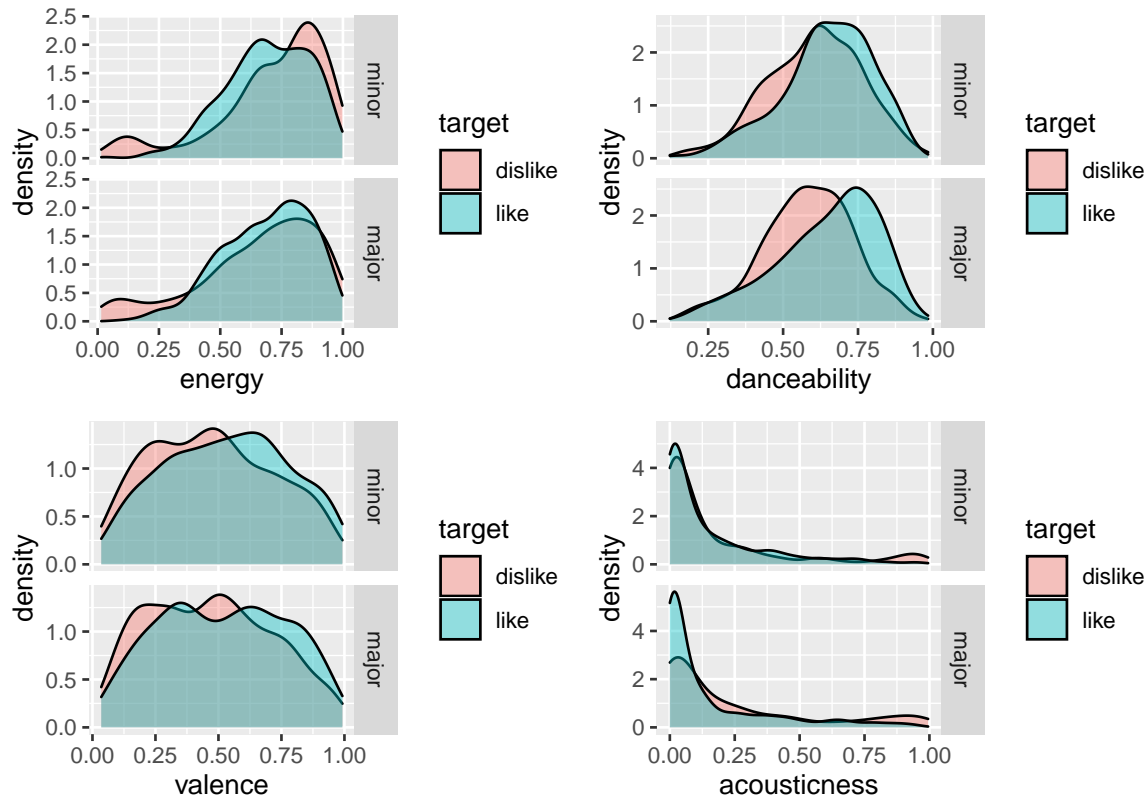 density
2.5
2.0
1.5
1.0
0.5
0.0
minor
2.5
2.0
1.5
1.0
0.5
0.0
major
0.00 0.25 0.50 0.75 1.00
energy
target
dislike
like
density
2
1
0
minor
2
1
0
major
0.25 0.50 0.75 1.00
danceability
target
dislike
like
density
1.0
0.5
0.0
minor
1.0
0.5
0.0
major
0.00 0.25 0.50 0.75 1.00
valence
target
dislike
like
density
4
2
0
minor
4
2
0
major
0.00 0.25 0.50 0.75 1.00
acousticness
target
dislike
like